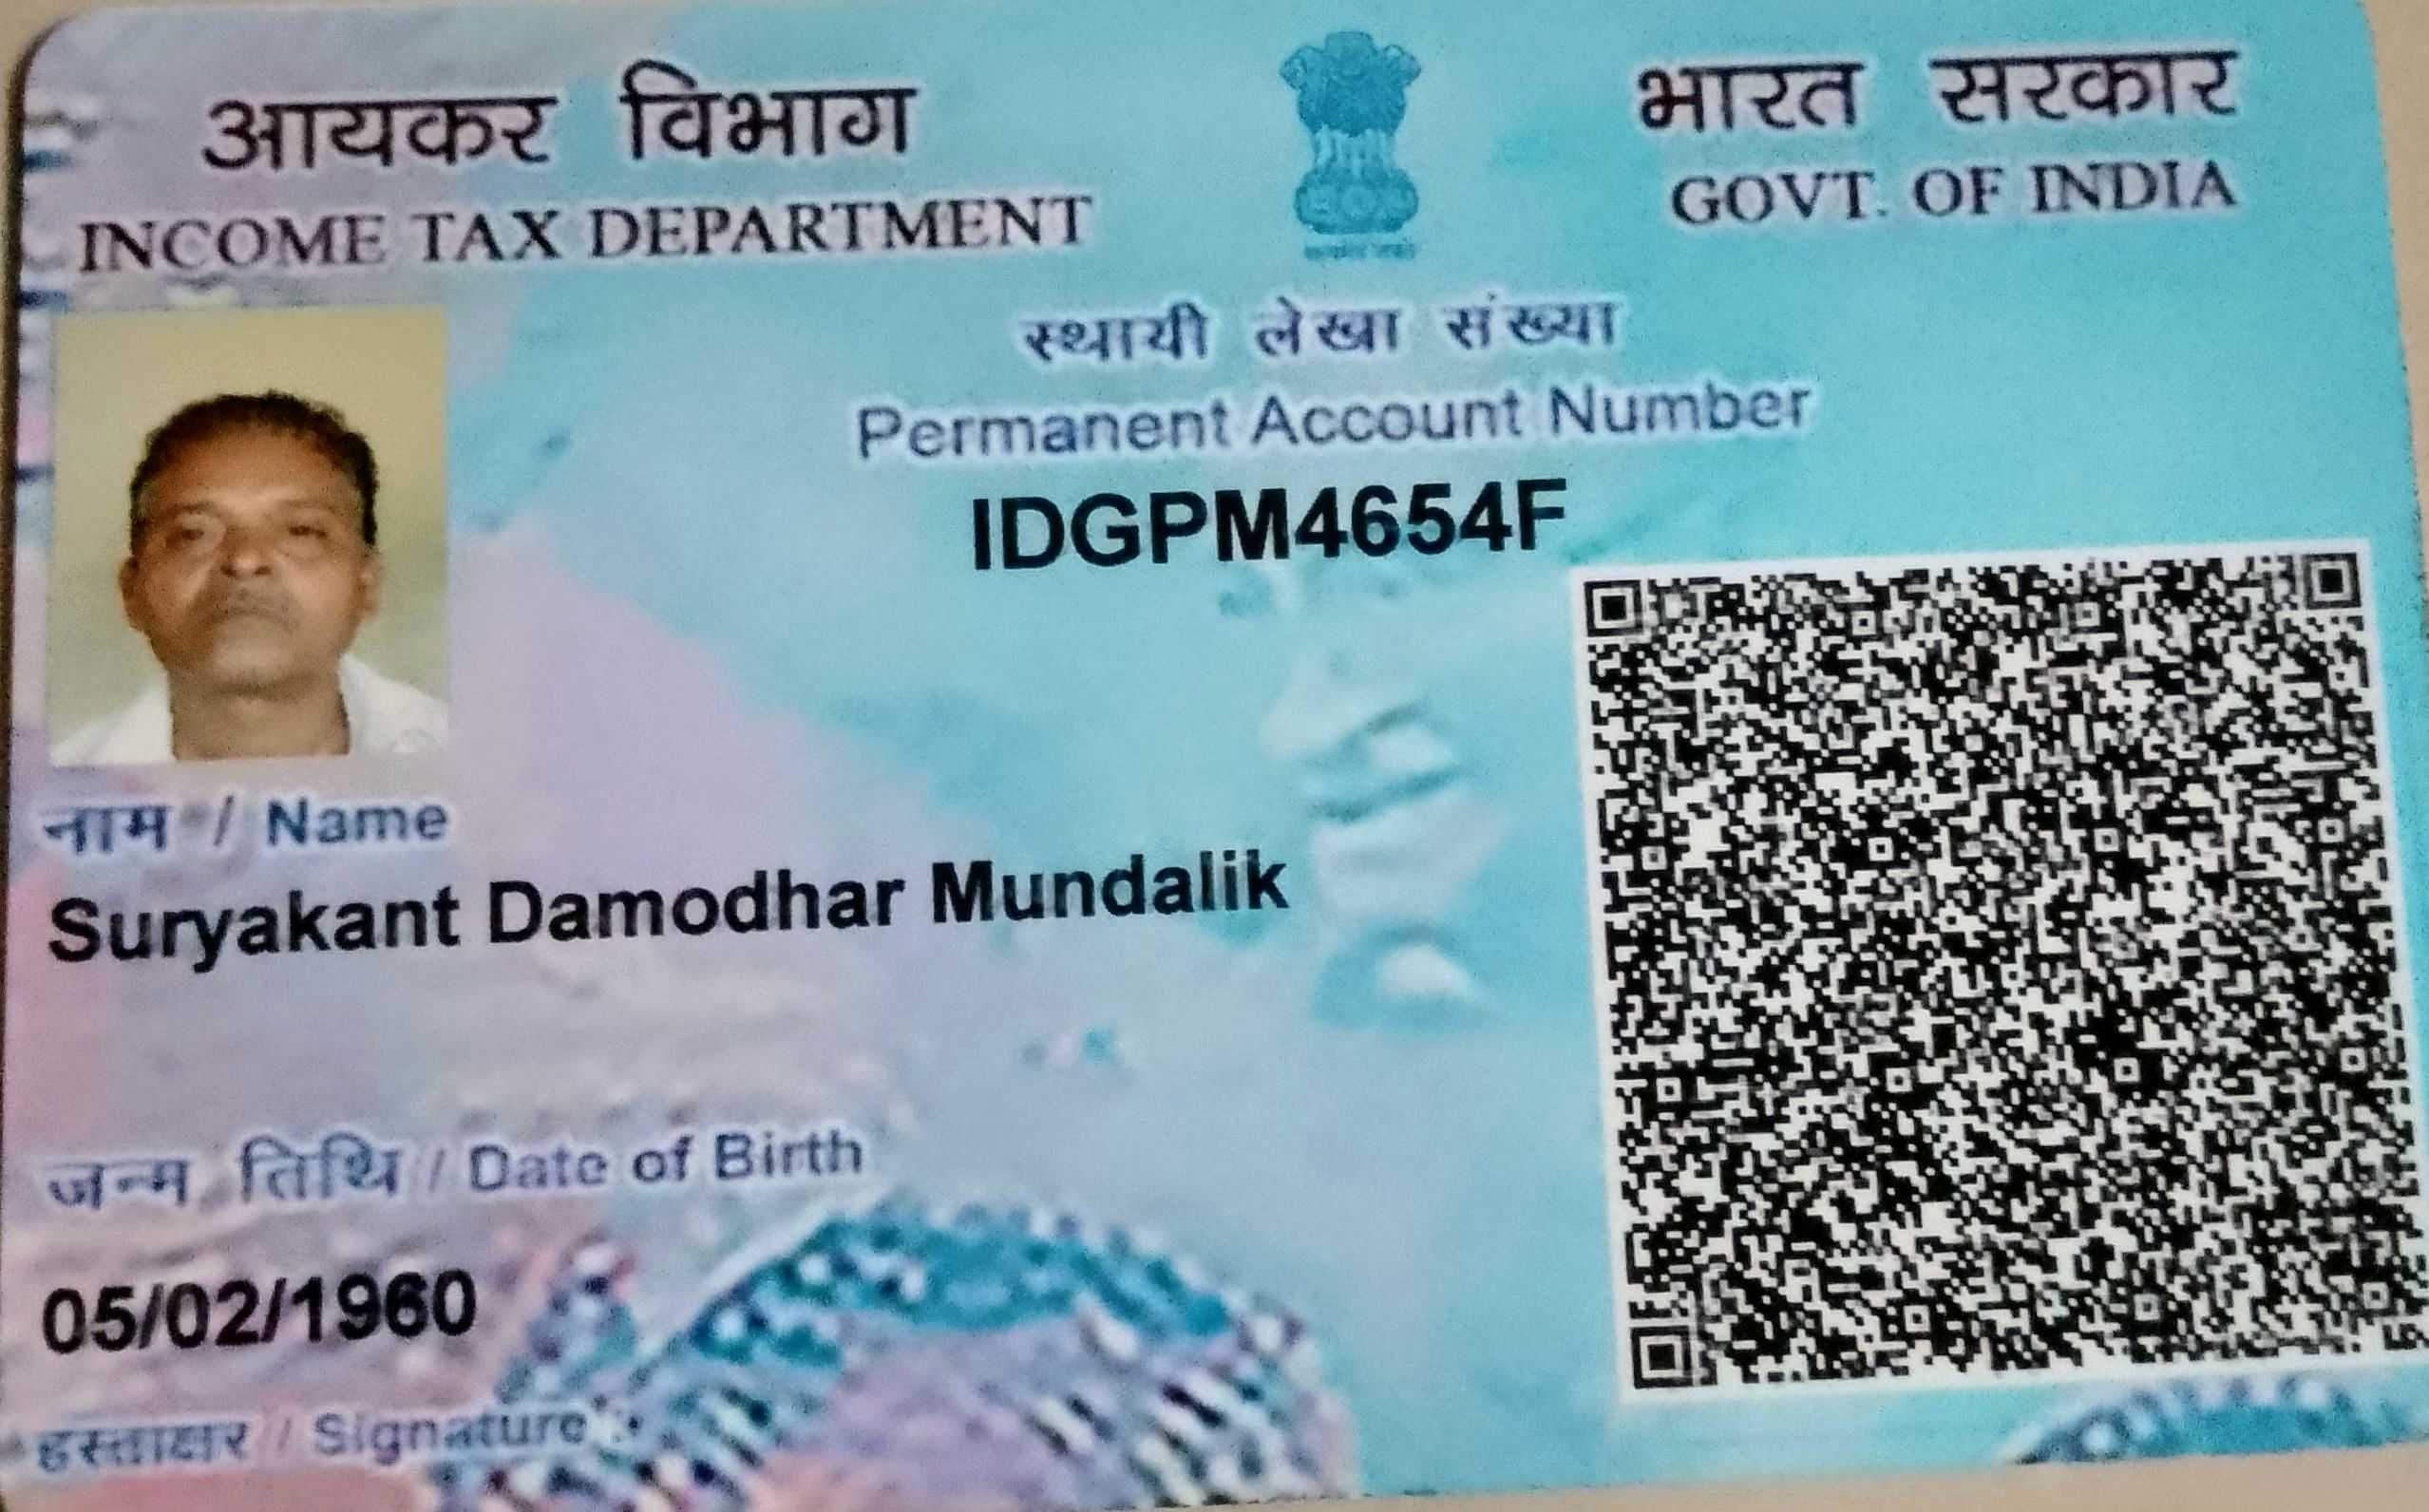 आयकर विभाग
INCOME TAX DEPARTMENT
भारत सरकार
GOVT. OF INDIA
स्थायी लेखा संख्या
Permanent Account Number
IDGPM4654F
नाम / Name
Suryakant Damodhar Mundalik
जन्म तिथि / Date of Birth
05/02/1960
हस्ताक्षर / Signature